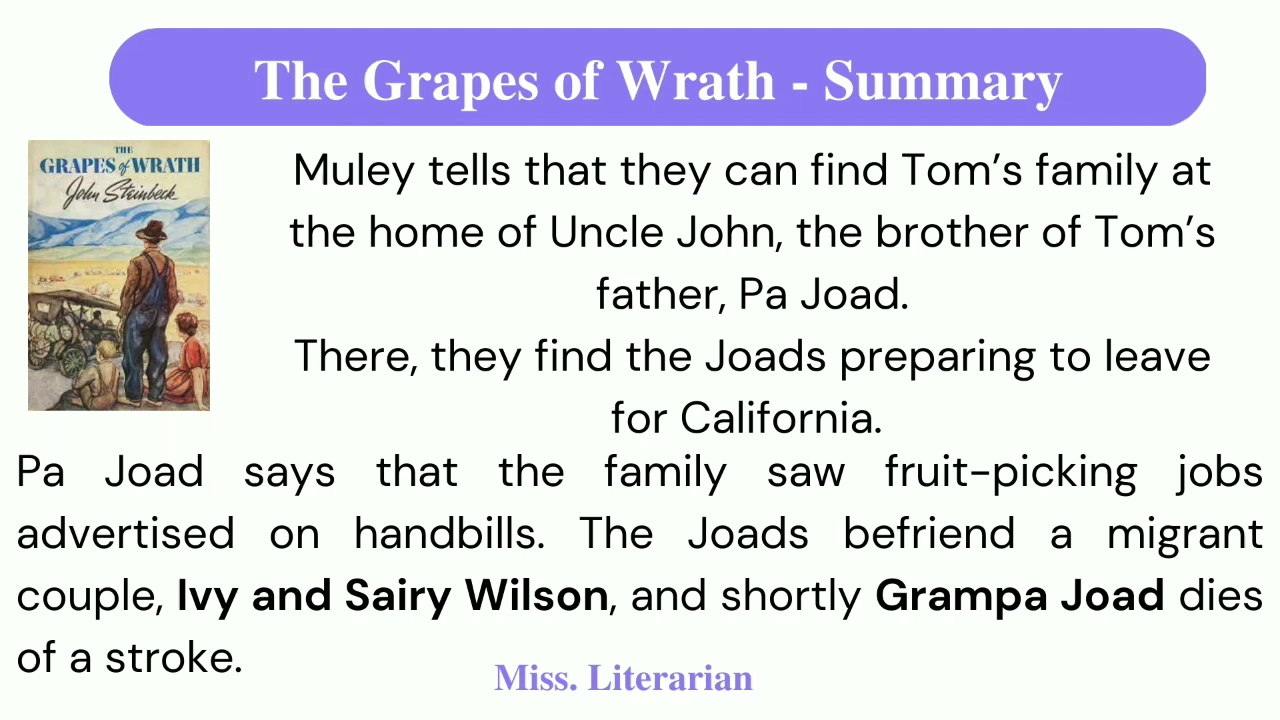 The Grapes of Wrath - Summary
THE
GRAPES of WRATH
John Steinbeck
Muley tells that they can find Tom’s family at
the home of Uncle John, the brother of Tom’s
father, Pa Joad.
There, they find the Joads preparing to leave
for California.
Pa Joad says that the family saw fruit-picking jobs
advertised on handbills. The Joads befriend a migrant
couple, Ivy and Sairy Wilson, and shortly Grampa Joad dies
of a stroke.
Miss. Literarian